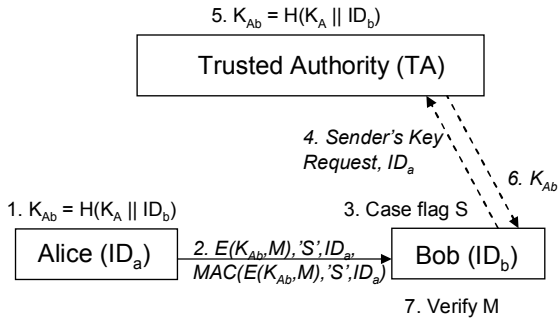 5. K_Ab = H(K_A || ID_b)
Trusted Authority (TA)
4. Sender's Key
Request, ID_a
6. K_Ab
1. K_Ab = H(K_A || ID_b)
3. Case flag S
Alice (ID_a)
2. E(K_Ab,M),'S',ID_a,
MAC(E(K_Ab,M),'S',ID_a)
Bob (ID_b)
7. Verify M